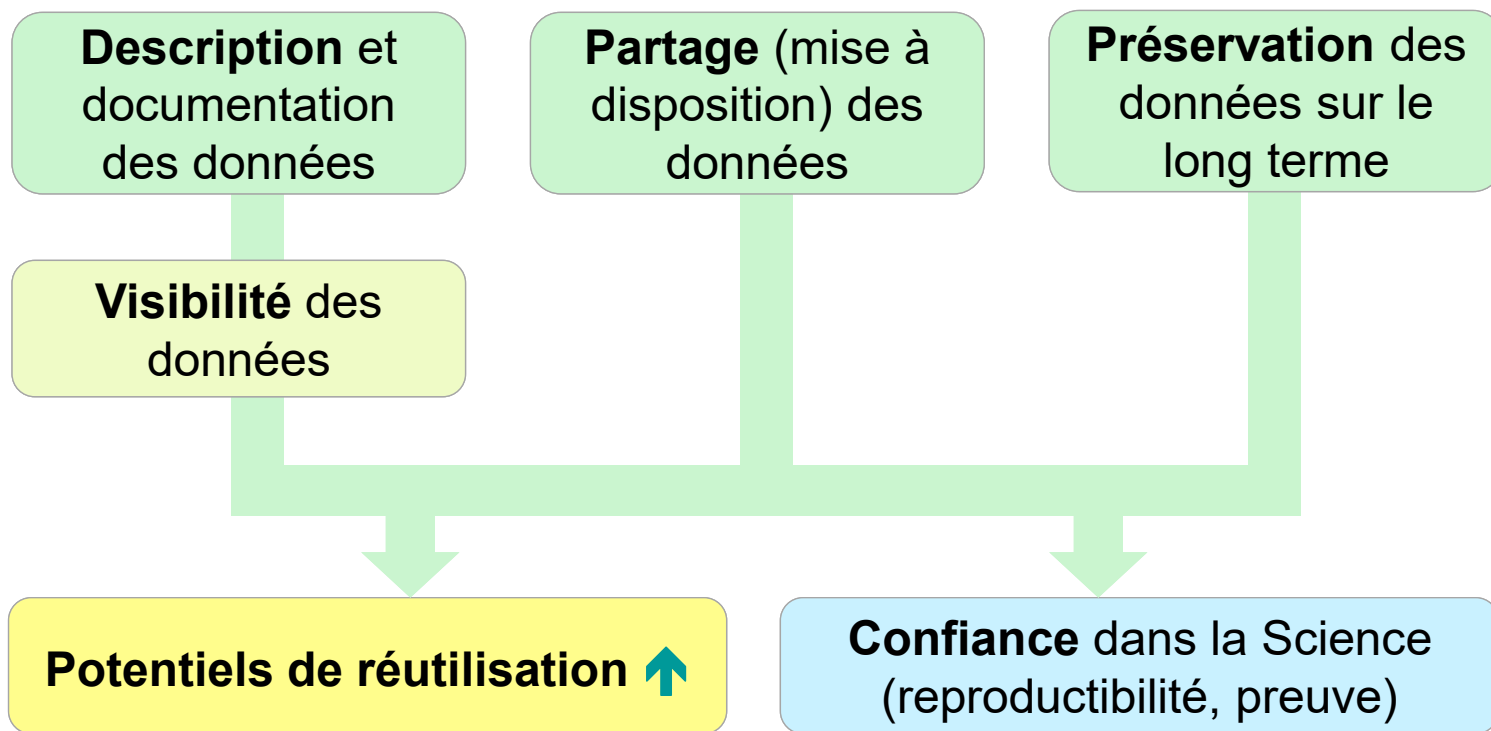 Description et
documentation
des données
Partage (mise à
disposition) des
données
Préservation des
données sur le
long terme
Visibilité des
données
Potentiels de réutilisation
Confiance dans la Science
(reproductibilité, preuve)